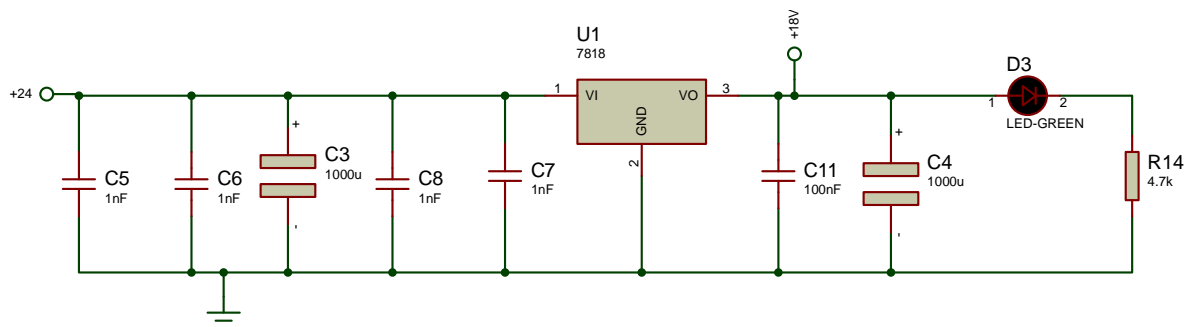 +18V
U1
7818
D3
+24
1
VI
VO
3
1
2
GND
LED-GREEN
2
+
+
C5
1nF
C6
1nF
C3
1000u
C8
1nF
C7
1nF
C11
100nF
C4
1000u
R14
4.7k
-
-